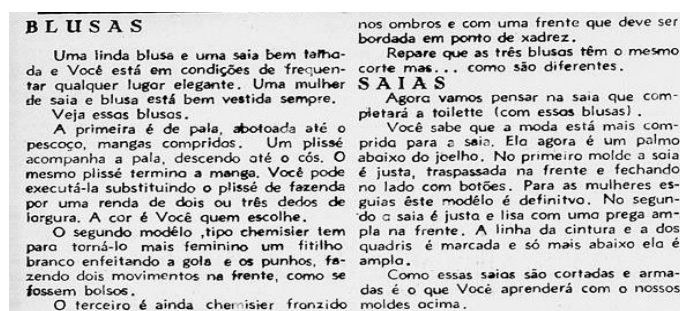 BLUSAS
Uma linda blusa e uma saia bem talha-
da e Você está em condições de frequen-
tar qualquer lugar elegante. Uma mulher
de saia e blusa está bem vestida sempre.
Veja essas blusas.
A primeira é de pala, abotoada até o
pescoço, mangas compridas. Um plissé
acompanha a pala, descendo até o cós. O
mesmo plissé termina a manga. Você pode
executá-la substituindo o plissé de fazenda
por uma renda de dois ou três dedos de
largura. A cor é Você quem escolhe.
O segundo modêlo ,tipo chemisier tem
para torná-lo mais feminino um fitilho
branco enfeitando a gola e os punhos, fa-
zendo dois movimentos na frente, como se
fossem bolsos.
O terceiro é ainda chemisier franzido
nos ombros e com uma frente que deve ser
bordada em ponto de xadrez.
Repare que as três blusas têm o mesmo
corte mas... como são diferentes.
SAIAS
Agora vamos pensar na saia que com-
pletará a toilette (com essas blusas).
Você sabe que a moda está mais com-
prida para a saia. Ela agora é um palmo
abaixo do joelho. No primeiro molde a saia
é justa, traspassada na frente e fechando
no lado com botões. Para as mulheres es-
guias êste modélo é definitvo. No segun-
do a saia é justa e lisa com uma prega am-
pla na frente. A linha da cintura e a dos
quadris é marcada e só mais abaixo ela é
ampla.
Como essas saias são cortadas e arma-
das é o que Você aprenderá com o nossos
moldes acima.